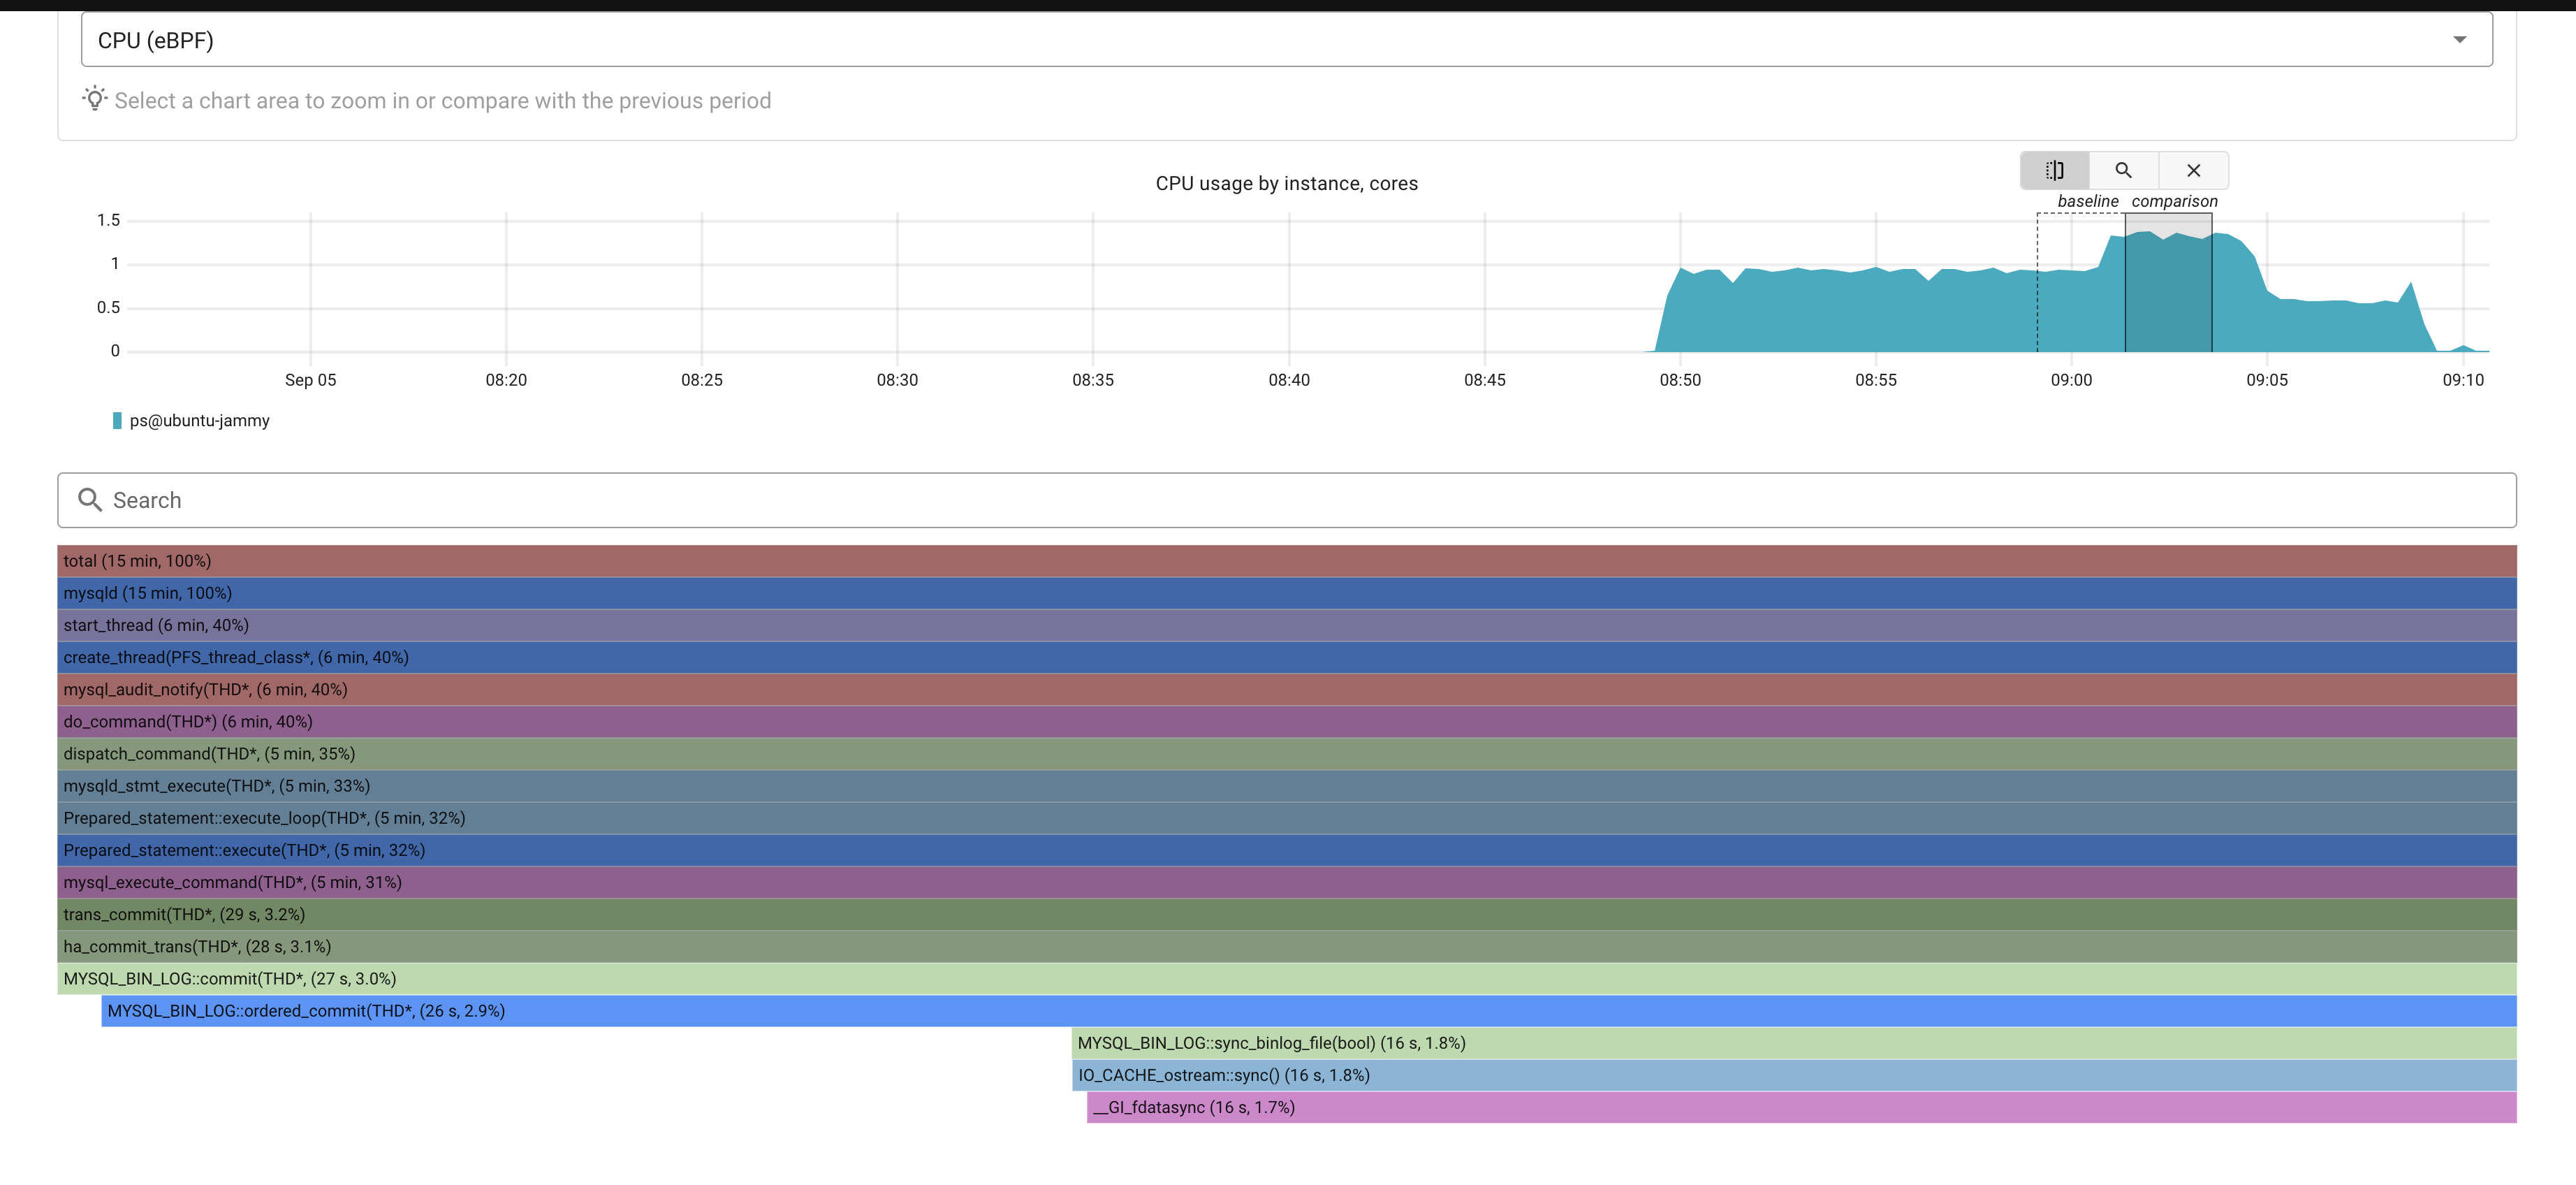 CPU (eBPF)
Select a chart area to zoom in or compare with the previous period
CPU usage by instance, cores
baseline comparison
1.5
1
0.5
0
Sep 05 08:20 08:25 08:30 08:35 08:40 08:45 08:50 08:55 09:00 09:05 09:10
ps@ubuntu-jammy
Search
total (15 min, 100%)
mysqld (15 min, 100%)
start_thread (6 min, 40%)
create_thread(PFS_thread_class*, (6 min, 40%)
mysql_audit_notify(THD*, (6 min, 40%)
do_command(THD*) (6 min, 40%)
dispatch_command(THD*, (5 min, 35%)
mysqld_stmt_execute(THD*, (5 min, 33%)
Prepared_statement::execute_loop(THD*, (5 min, 32%)
Prepared_statement::execute(THD*, (5 min, 32%)
mysql_execute_command(THD*, (5 min, 31%)
trans_commit(THD*, (29 s, 3.2%)
ha_commit_trans(THD*, (28 s, 3.1%)
MYSQL_BIN_LOG::commit(THD*, (27 s, 3.0%)
MYSQL_BIN_LOG::ordered_commit(THD*, (26 s, 2.9%)
MYSQL_BIN_LOG::sync_binlog_file(bool) (16 s, 1.8%)
IO_CACHE_ostream::sync() (16 s, 1.8%)
__GI_fdatasync (16 s, 1.7%)